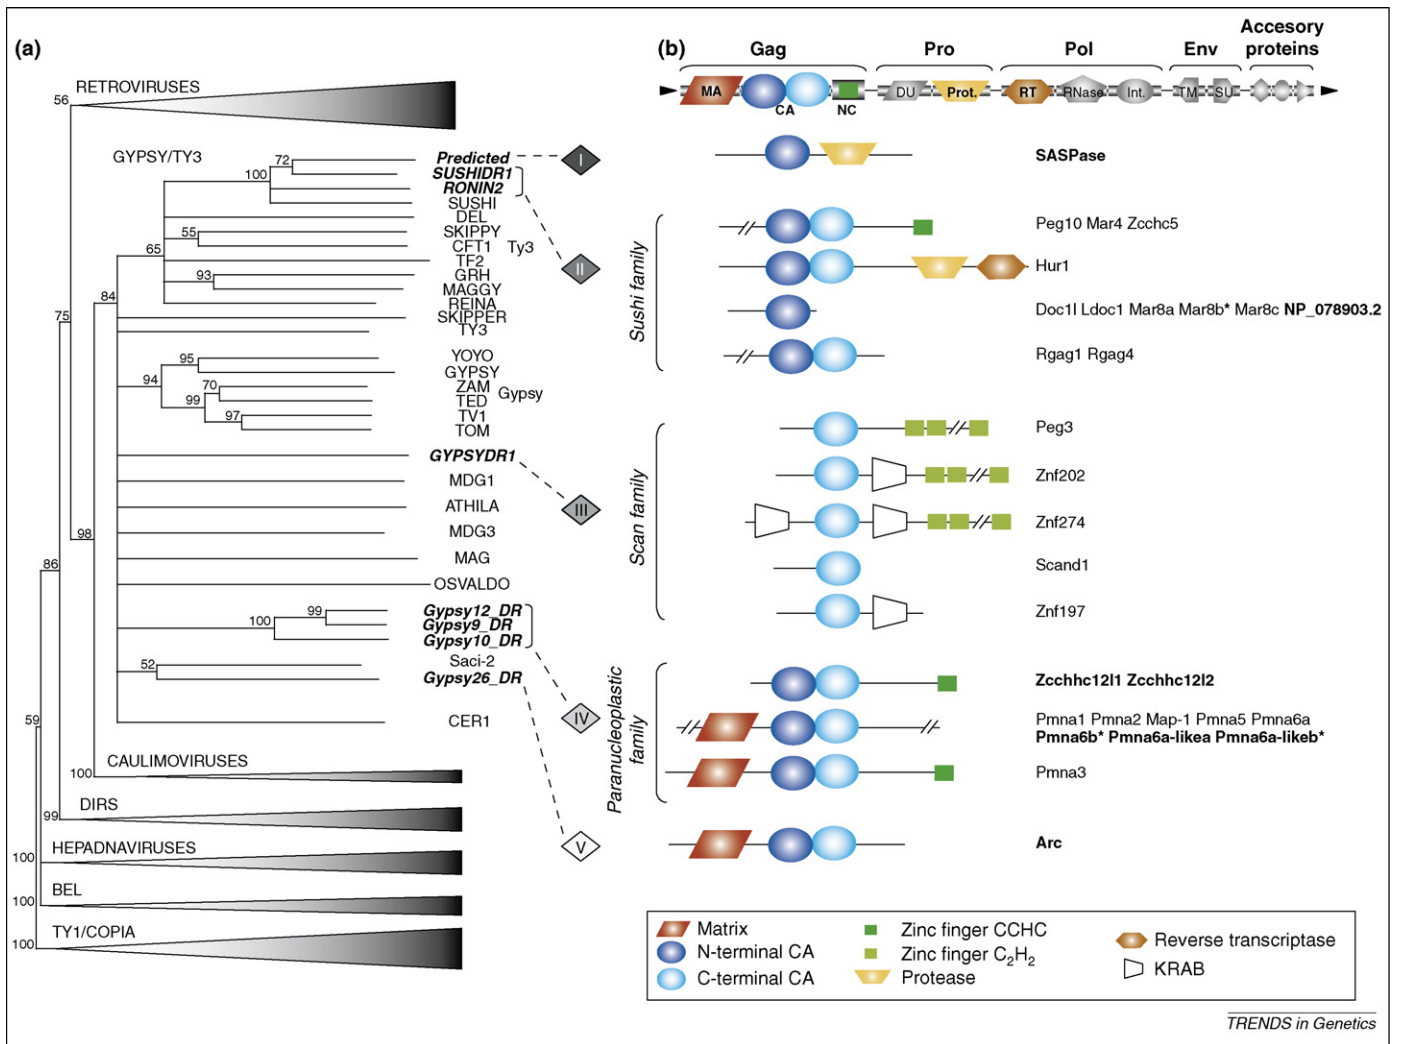 (a)
RETROVIRUSES
56
GYPSY/TY3
72
Predicted
I
SUSHIDR1
100
RONIN2
SUSHI
DEL
SKIPPY
55
CFT1 Ty3
65
TF2
II
93
GRH
MAGGY
84
REINA
75
SKIPPER
TY3
95
YOYO
GYPSY
94
70
ZAM
Gypsy
99
TED
97
TV1
TOM
GYPSYDR1
MDG1
ATHILA
III
98
MDG3
MAG
86
OSVALDO
99
Gypsy12_DR
100
Gypsy9_DR
Gypsy10_DR
52
Saci-2
Gypsy26_DR
59
CER1
IV
CAULIMOVIRUSES
100
DIRS
99
HEPADNAVIRUSES
V
100
BEL
100
TY1/COPIA
100
(b)
Gag Pro Pol Env Accesory
proteins
MA CA NC DU Prot. RT RNase Int. TM SU
SASPase
Sushi family
Peg10 Mar4 Zcchc5
Hur1
Doc1l Ldoc1 Mar8a Mar8b* Mar8c NP_078903.2
Rgag1 Rgag4
Scan family
Peg3
Znf202
Znf274
Scand1
Znf197
Paranucleoplastic
family
Zcchhc12l1 Zcchhc12l2
Pmna1 Pmna2 Map-1 Pmna5 Pmna6a
Pmna6b* Pmna6a-likea Pmna6a-likeb*
Pmna3
Arc
Matrix
N-terminal CA
C-terminal CA
Zinc finger CCHC
Zinc finger C2H2
Protease
Reverse transcriptase
KRAB
TRENDS in Genetics